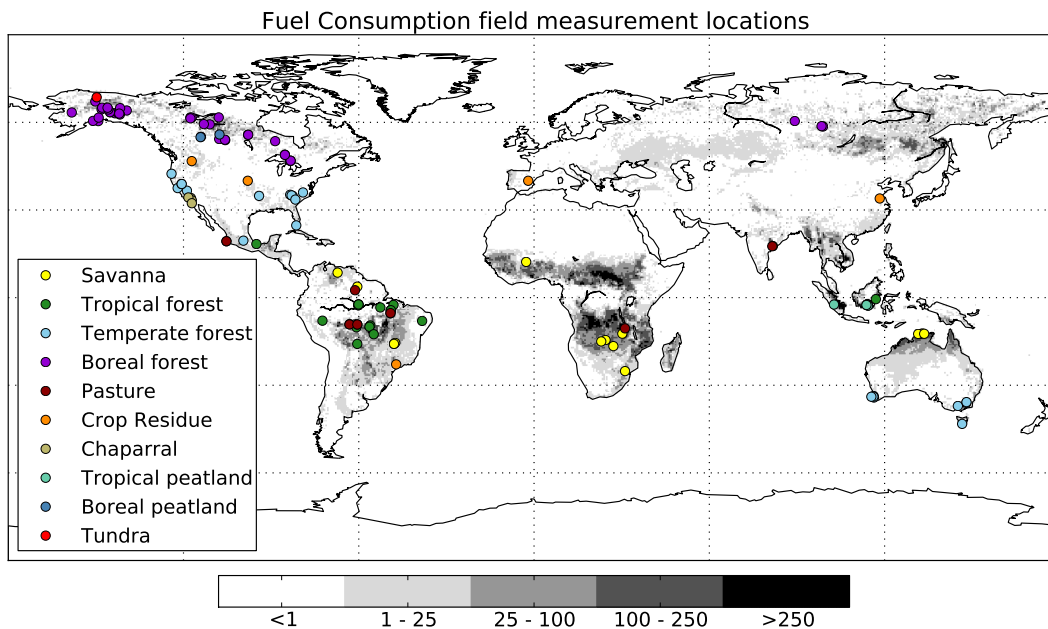 Fuel Consumption field measurement locations
Savanna
Tropical forest
Temperate forest
Boreal forest
Pasture
Crop Residue
Chaparral
Tropical peatland
Boreal peatland
Tundra
<1 1 - 25 25 - 100 100 - 250 >250